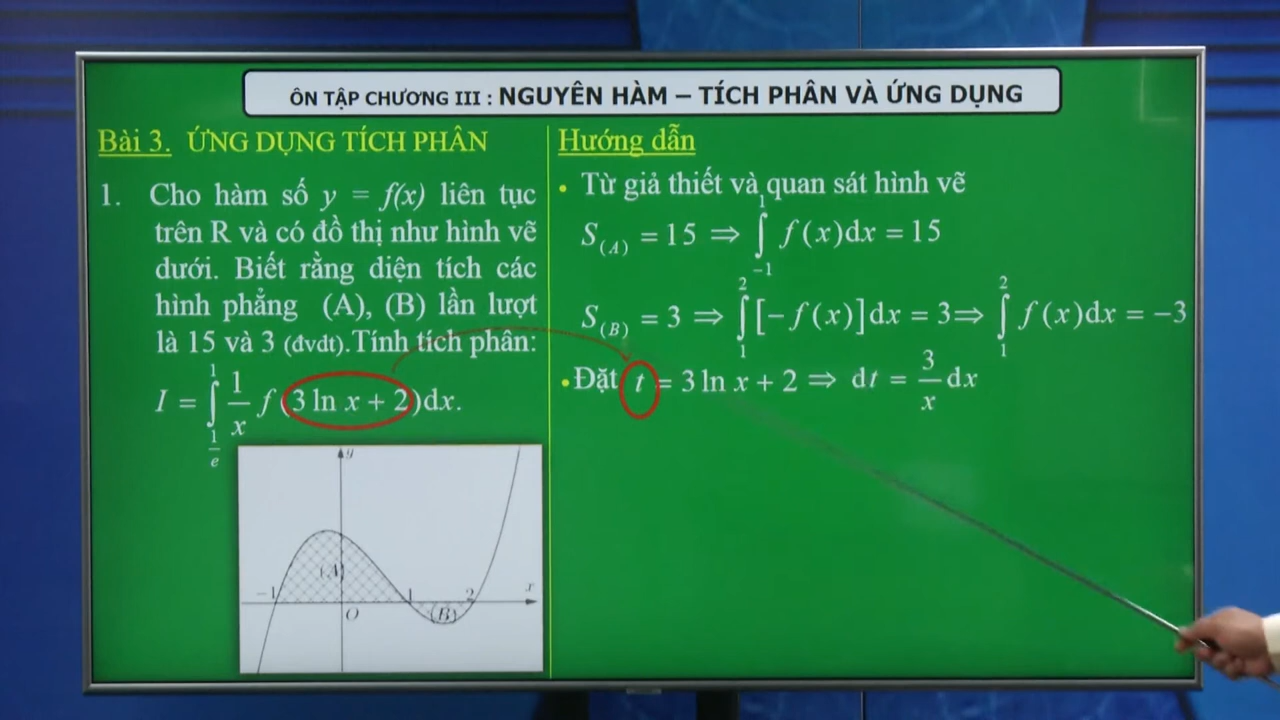 ÔN TẬP CHƯƠNG III : NGUYÊN HÀM – TÍCH PHÂN VÀ ỨNG DỤNG
Bài 3. ỨNG DỤNG TÍCH PHÂN
1. Cho hàm số y = f(x) liên tục
trên R và có đồ thị như hình vẽ
dưới. Biết rằng diện tích các
hình phẳng (A), (B) lần lượt
là 15 và 3 (đvdt).Tính tích phân:
I = ∫_{1/e}^{1} 1/x f(3 ln x + 2)dx.
y
(A)
−1 1 2 x
O (B)
Hướng dẫn
• Từ giả thiết và quan sát hình vẽ
S_(A) = 15 ⇒ ∫_{−1}^{1} f(x)dx = 15
S_(B) = 3 ⇒ ∫_{1}^{2} [−f(x)]dx = 3 ⇒ ∫_{1}^{2} f(x)dx = −3
• Đặt t = 3 ln x + 2 ⇒ dt = 3/x dx